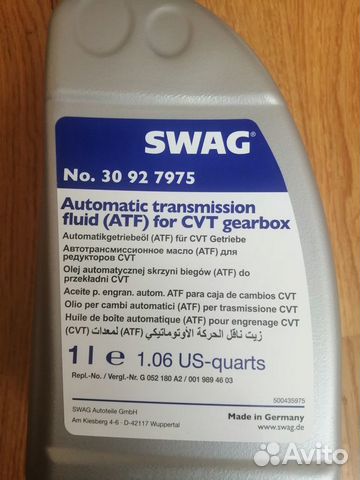 SWAG®
No. 30 92 7975
Automatic transmission
fluid (ATF) for CVT gearbox
Automatikgetriebeöl (ATF) für CVT Getriebe
Автотрансмиссионное масло (ATF) для
редукторов CVT
Olej automatycznej skrzyni biegów (ATF) do
przekładni CVT
Aceite p. engran. autom. ATF para caja de cambios CVT
Olio per cambi automatici (ATF) per trasmissione CVT
Huile de boîte automatique (ATF) pour engrenage CVT
زيت ناقل الحركة الأوتوماتيكي (ATF) لمعدات (CVT)
1 l e 1.06 US-quarts
Repl.-No. / Vergl.-Nr. G 052 180 A2 / 001 989 46 03
500435975
SWAG Autoteile GmbH
Am Kiesberg 4-6 · D-42117 Wuppertal
Made in Germany
www.swag.de
Avito